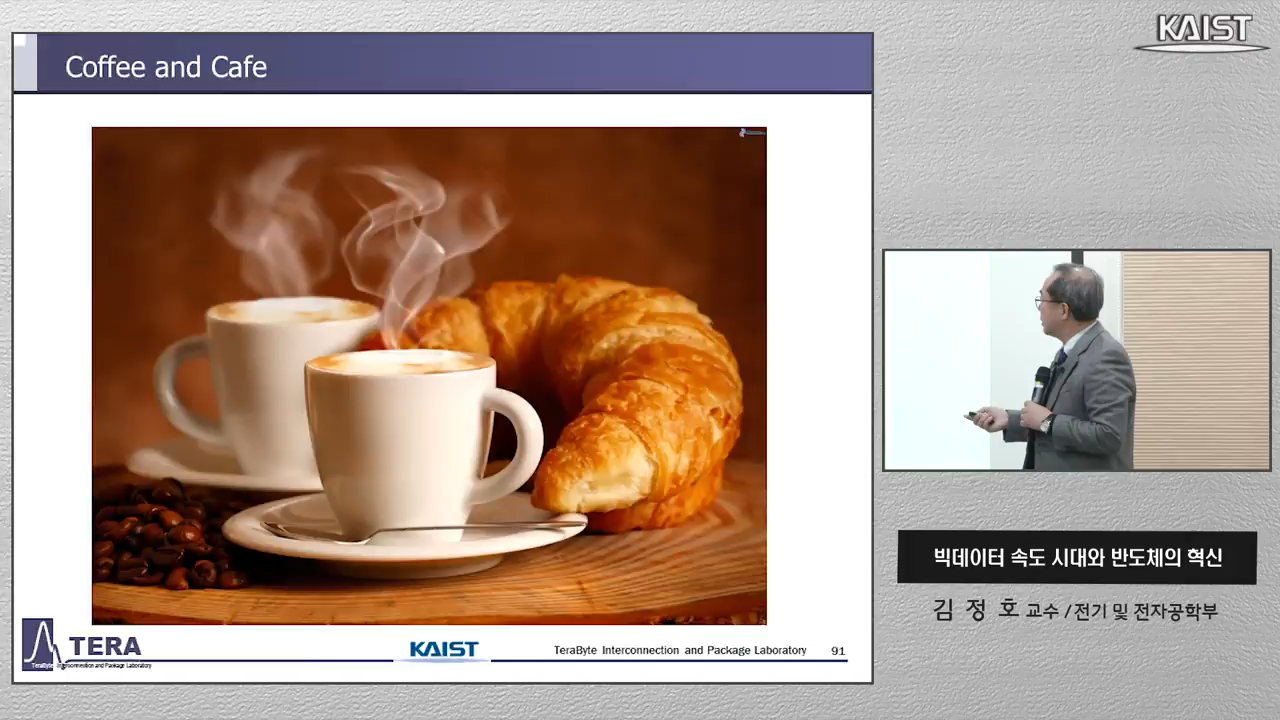 KAIST
Coffee and Cafe
TERA
TeraByte Interconnection and Package Laboratory
KAIST
TeraByte Interconnection and Package Laboratory
91
빅데이터 속도 시대와 반도체의 혁신
김 정 호 교수 / 전기 및 전자공학부